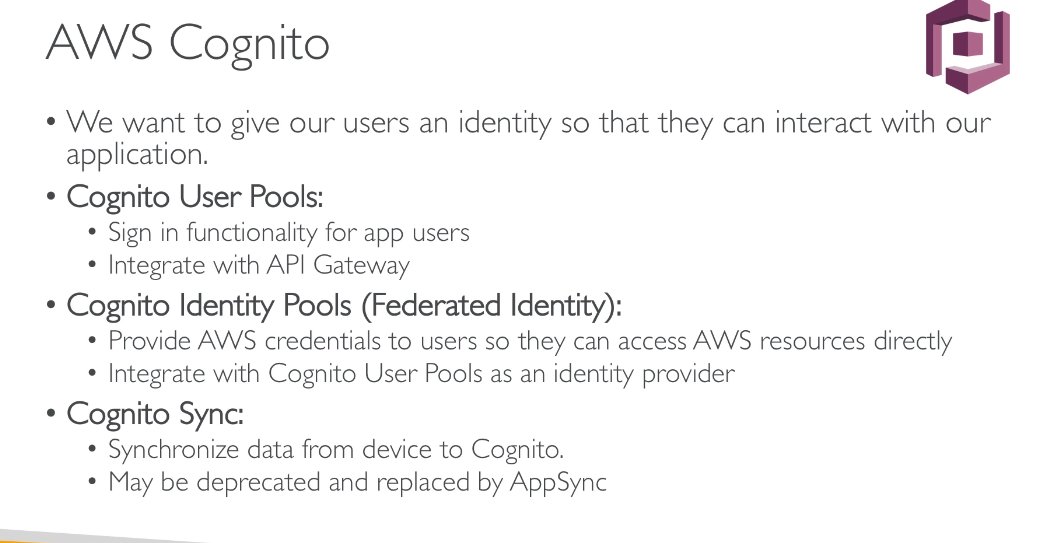 AWS Cognito
• We want to give our users an identity so that they can interact with our
application.
• Cognito User Pools:
• Sign in functionality for app users
• Integrate with API Gateway
• Cognito Identity Pools (Federated Identity):
• Provide AWS credentials to users so they can access AWS resources directly
• Integrate with Cognito User Pools as an identity provider
• Cognito Sync:
• Synchronize data from device to Cognito.
• May be deprecated and replaced by AppSync